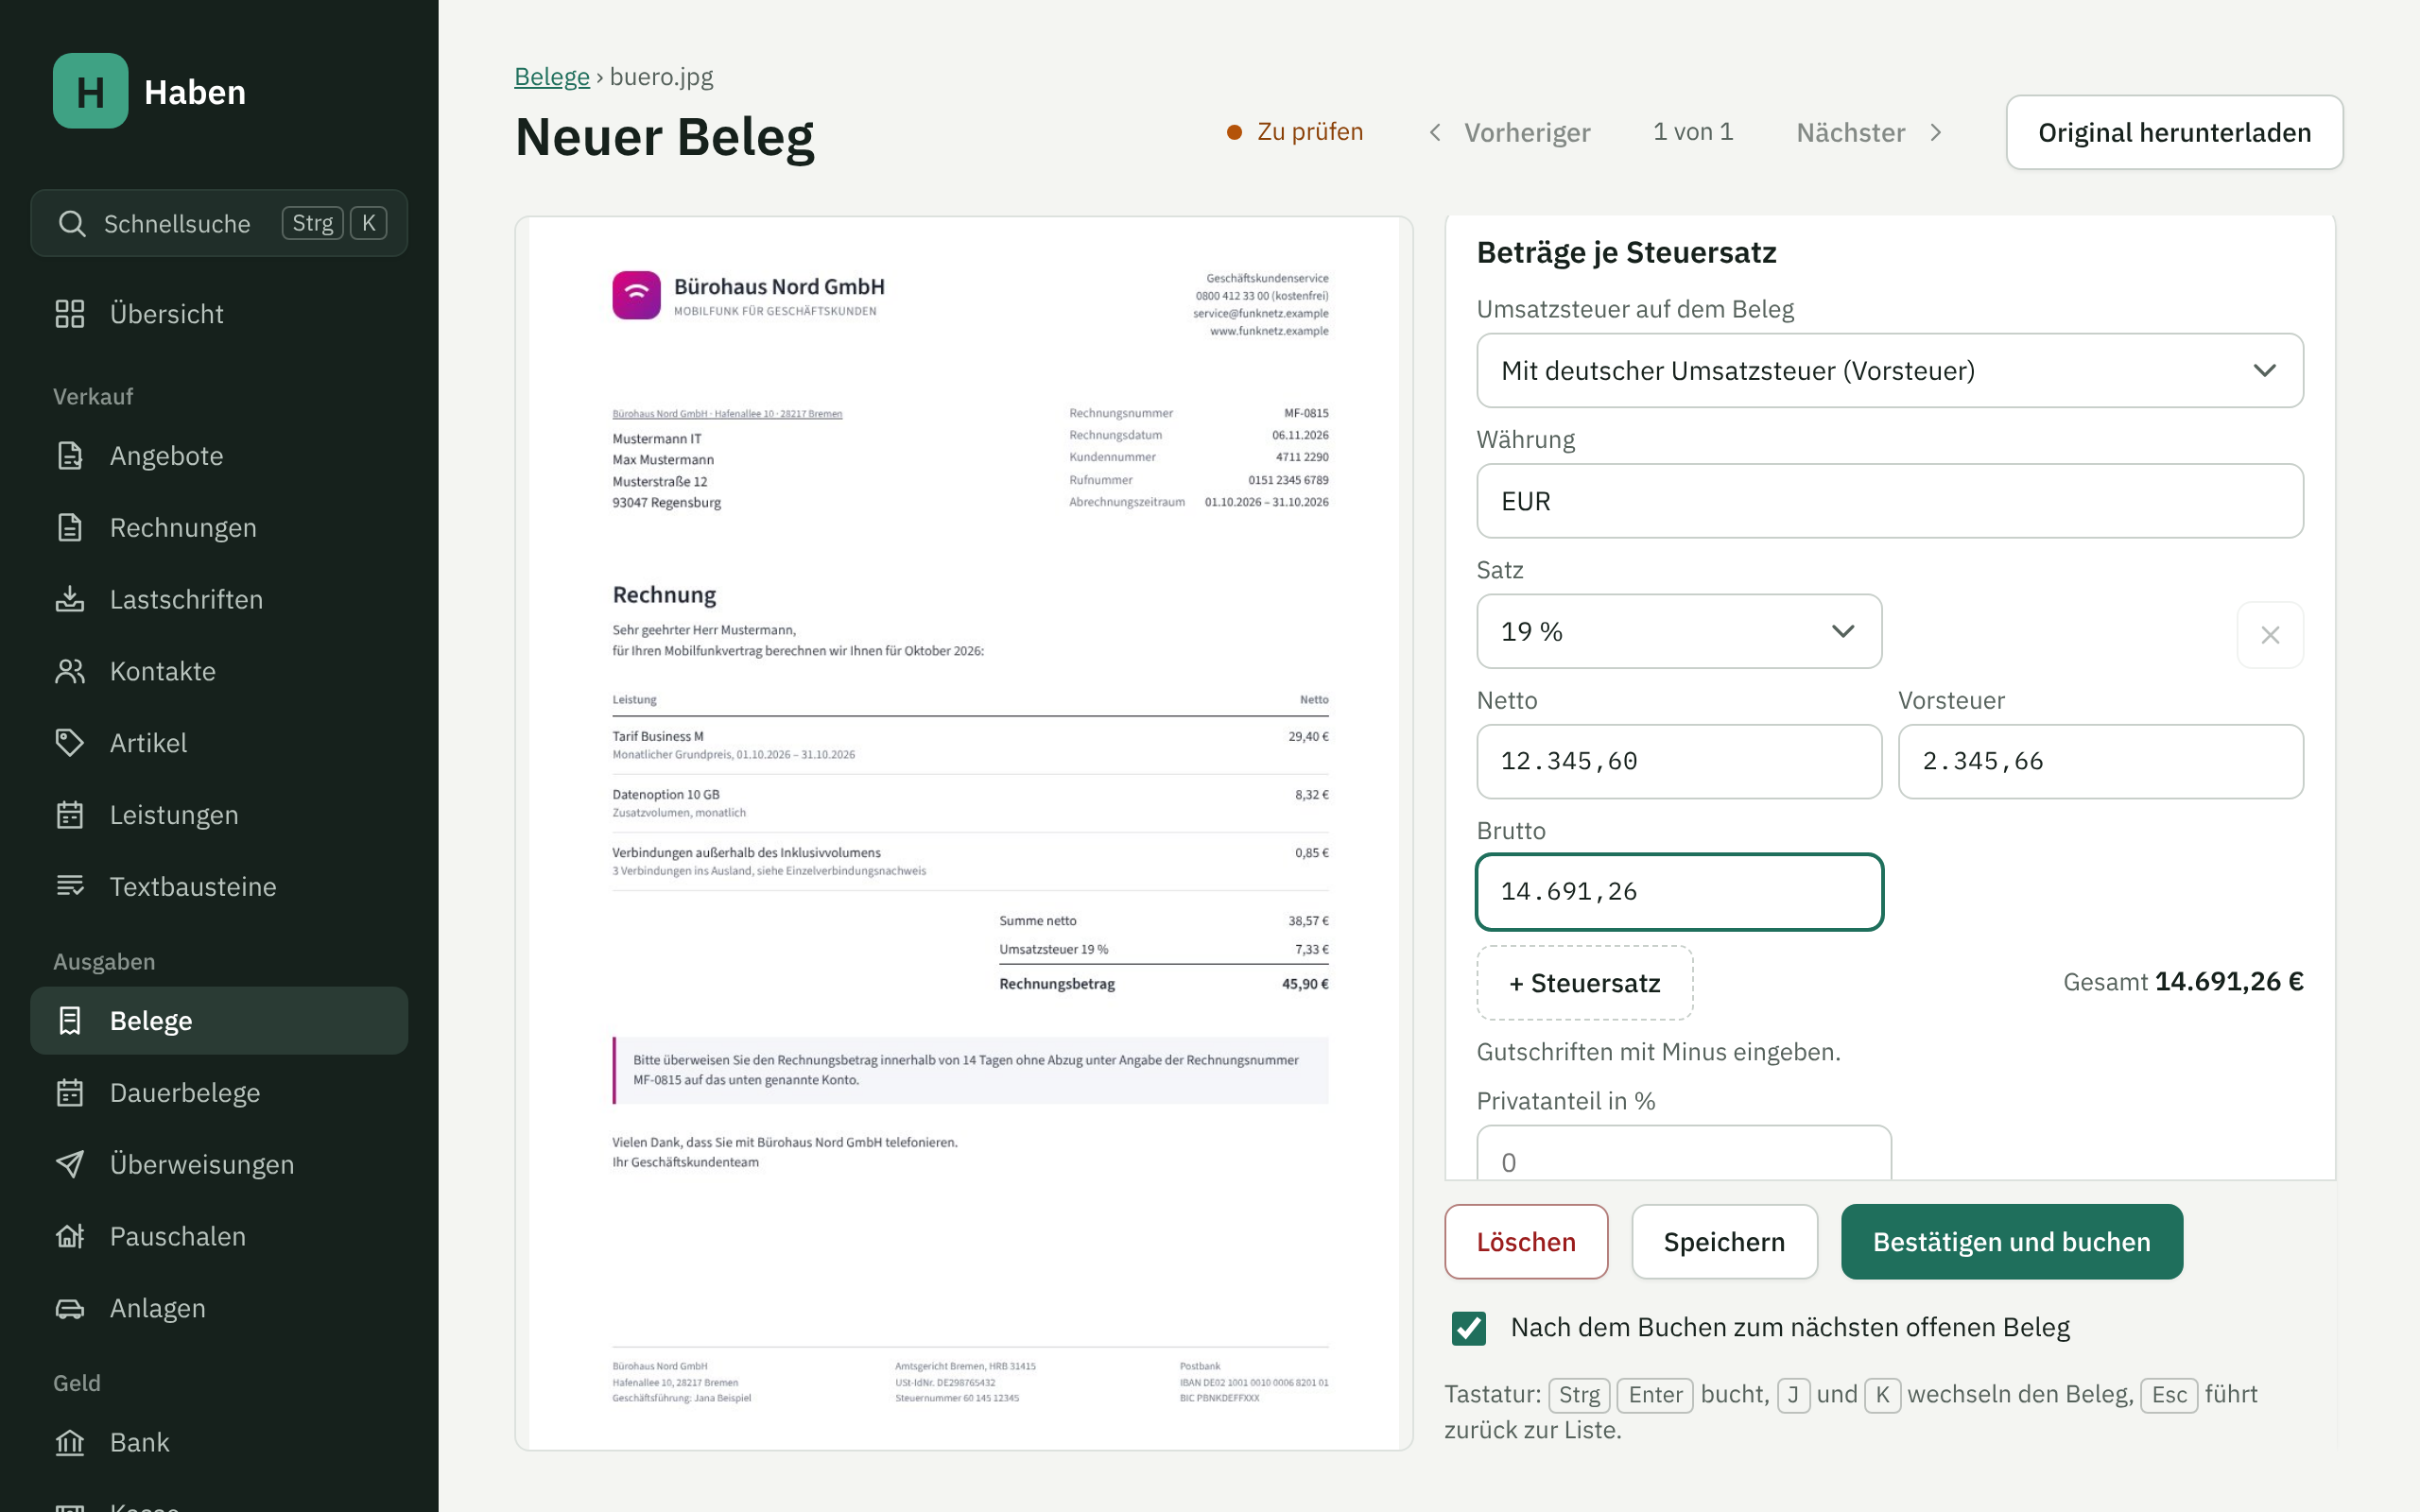 H Haben
Schnellsuche Strg K
Übersicht
Verkauf
Angebote
Rechnungen
Lastschriften
Kontakte
Artikel
Leistungen
Textbausteine
Ausgaben
Belege
Dauerbelege
Überweisungen
Pauschalen
Anlagen
Geld
Bank
Belege › buero.jpg
Neuer Beleg
Zu prüfen
Vorheriger
1 von 1
Nächster
Original herunterladen
Bürohaus Nord GmbH
MOBILFUNK FÜR GESCHÄFTSKUNDEN
Geschäftskundenservice
0800 412 33 00 (kostenfrei)
service@funknetz.example
www.funknetz.example
Bürohaus Nord GmbH · Hafenallee 10 · 28217 Bremen
Mustermann IT
Max Mustermann
Musterstraße 12
93047 Regensburg
Rechnungsnummer MF-0815
Rechnungsdatum 06.11.2026
Kundennummer 4711 2290
Rufnummer 0151 2345 6789
Abrechnungszeitraum 01.10.2026 – 31.10.2026
Rechnung
Sehr geehrter Herr Mustermann,
für Ihren Mobilfunkvertrag berechnen wir Ihnen für Oktober 2026:
Leistung Netto
Tarif Business M 29,40 €
Monatlicher Grundpreis, 01.10.2026 – 31.10.2026
Datenoption 10 GB 8,32 €
Zusatzvolumen, monatlich
Verbindungen außerhalb des Inklusivvolumens 0,85 €
3 Verbindungen ins Ausland, siehe Einzelverbindungsnachweis
Summe netto 38,57 €
Umsatzsteuer 19 % 7,33 €
Rechnungsbetrag 45,90 €
Bitte überweisen Sie den Rechnungsbetrag innerhalb von 14 Tagen ohne Abzug unter Angabe der Rechnungsnummer
MF-0815 auf das unten genannte Konto.
Vielen Dank, dass Sie mit Bürohaus Nord GmbH telefonieren.
Ihr Geschäftskundenteam
Bürohaus Nord GmbH
Hafenallee 10, 28217 Bremen
Geschäftsführung: Jana Beispiel
Amtsgericht Bremen, HRB 31415
USt-IdNr. DE298765432
Steuernummer 60 145 12345
Postbank
IBAN DE02 1001 0010 0006 8201 01
BIC PBNKDEFFXXX
Beträge je Steuersatz
Umsatzsteuer auf dem Beleg
Mit deutscher Umsatzsteuer (Vorsteuer)
Währung
EUR
Satz
19 %
Netto Vorsteuer
12.345,60 2.345,66
Brutto
14.691,26
+ Steuersatz
Gesamt 14.691,26 €
Gutschriften mit Minus eingeben.
Privatanteil in %
0
Löschen
Speichern
Bestätigen und buchen
Nach dem Buchen zum nächsten offenen Beleg
Tastatur: Strg Enter bucht, J und K wechseln den Beleg, Esc führt
zurück zur Liste.